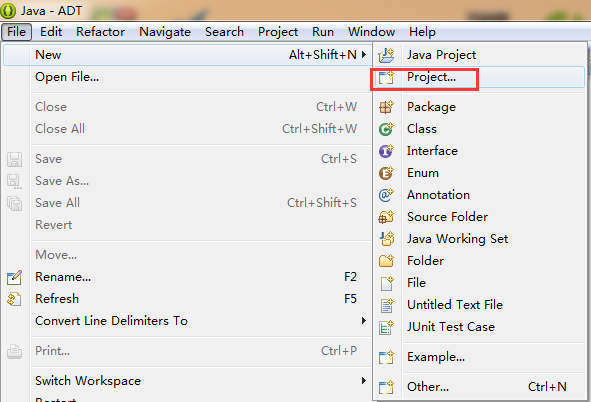 Java - ADT
File Edit Refactor Navigate Search Project Run Window Help
New Alt+Shift+N
Open File...
Close Ctrl+W
Close All Ctrl+Shift+W
Save Ctrl+S
Save As...
Save All Ctrl+Shift+S
Revert
Move...
Rename... F2
Refresh F5
Convert Line Delimiters To
Print... Ctrl+P
Switch Workspace
Restart
Java Project
Project...
Package
Class
Interface
Enum
Annotation
Source Folder
Java Working Set
Folder
File
Untitled Text File
JUnit Test Case
Example...
Other... Ctrl+N